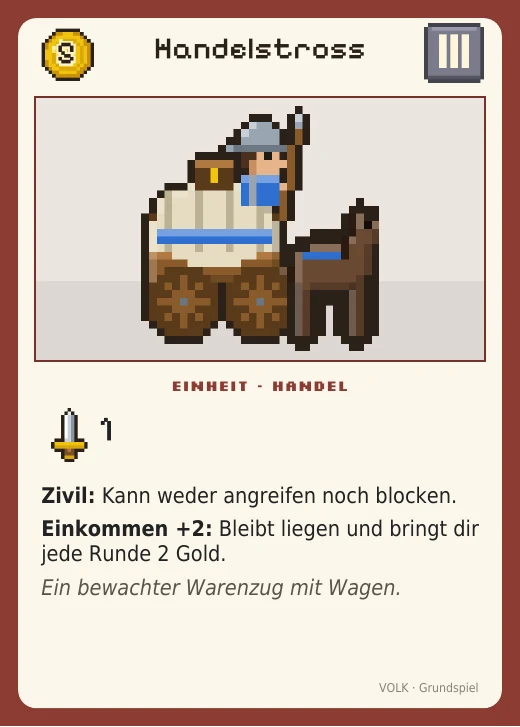 8 Handelstross III
EINHEIT · HANDEL
1
Zivil: Kann weder angreifen noch blocken.
Einkommen +2: Bleibt liegen und bringt dir
jede Runde 2 Gold.
Ein bewachter Warenzug mit Wagen.
VOLK · Grundspiel